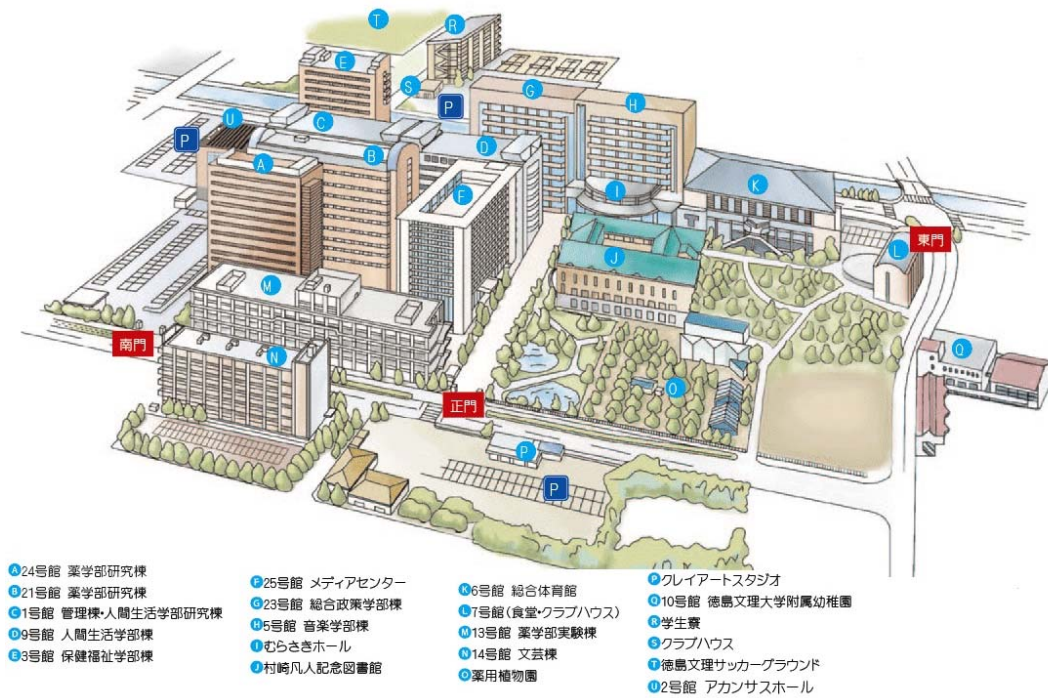 T
R
E
S
P
G
H
C
U
P
D
B
A
F
I
K
東門
L
J
M
南門
N
Q
O
正門
P
P
A24号館 薬学部研究棟
B21号館 薬学部研究棟
C1号館 管理棟・人間生活学部研究棟
D9号館 人間生活学部棟
E3号館 保健福祉学部棟
F25号館 メディアセンター
G23号館 総合政策学部棟
H5号館 音楽学部棟
Iむらさきホール
J村崎凡人記念図書館
K6号館 総合体育館
L7号館(食堂・クラブハウス)
M13号館 薬学部実験棟
N14号館 文芸棟
O薬用植物園
Pクレイアートスタジオ
Q10号館 徳島文理大学附属幼稚園
R学生寮
Sクラブハウス
T徳島文理サッカーグラウンド
U2号館 アカンサスホール